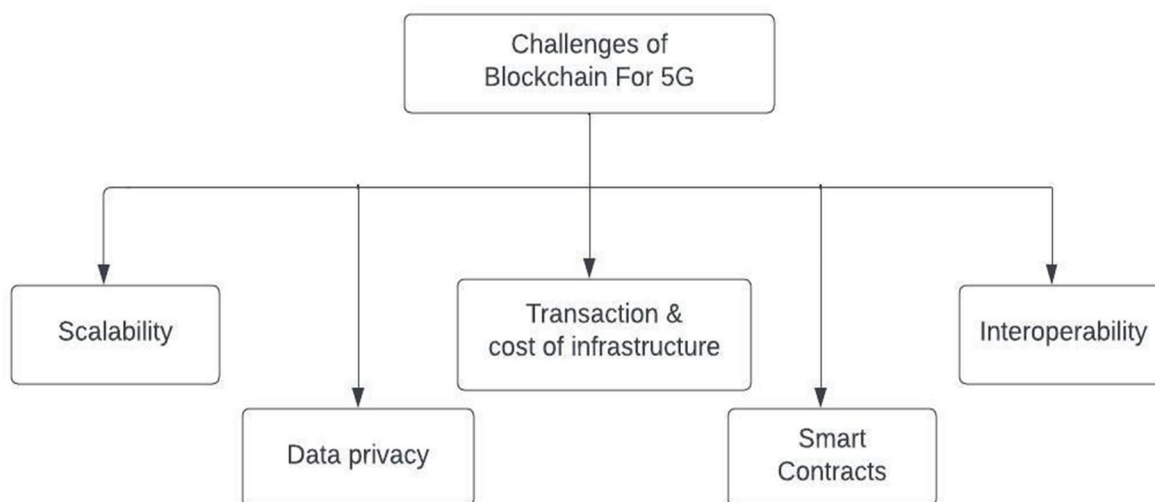 Challenges of
Blockchain For 5G
Scalability
Transaction &
cost of infrastructure
Interoperability
Data privacy
Smart
Contracts